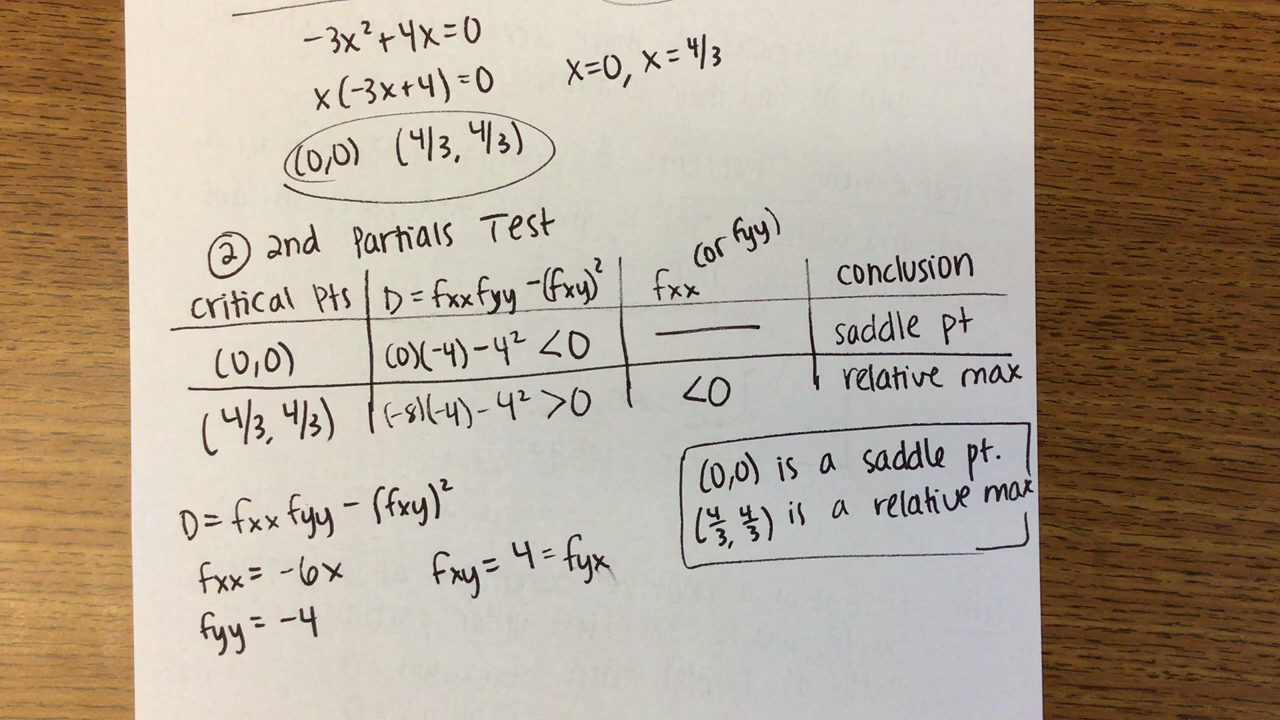 -3x²+4x=0
x(-3x+4)=0 x=0, x=4/3
(0,0) (4/3, 4/3)
② 2nd Partials Test
critical pts D=fxxfyy-(fxy)² fxx (or fyy) conclusion
(0,0) (0)(-4)-4² <0 — saddle pt
(4/3, 4/3) (-8)(-4)-4² >0 <0 relative max
(0,0) is a saddle pt.
(4/3, 4/3) is a relative max
D=fxx fyy-(fxy)²
fxx= -6x fxy= 4 = fyx
fyy= -4